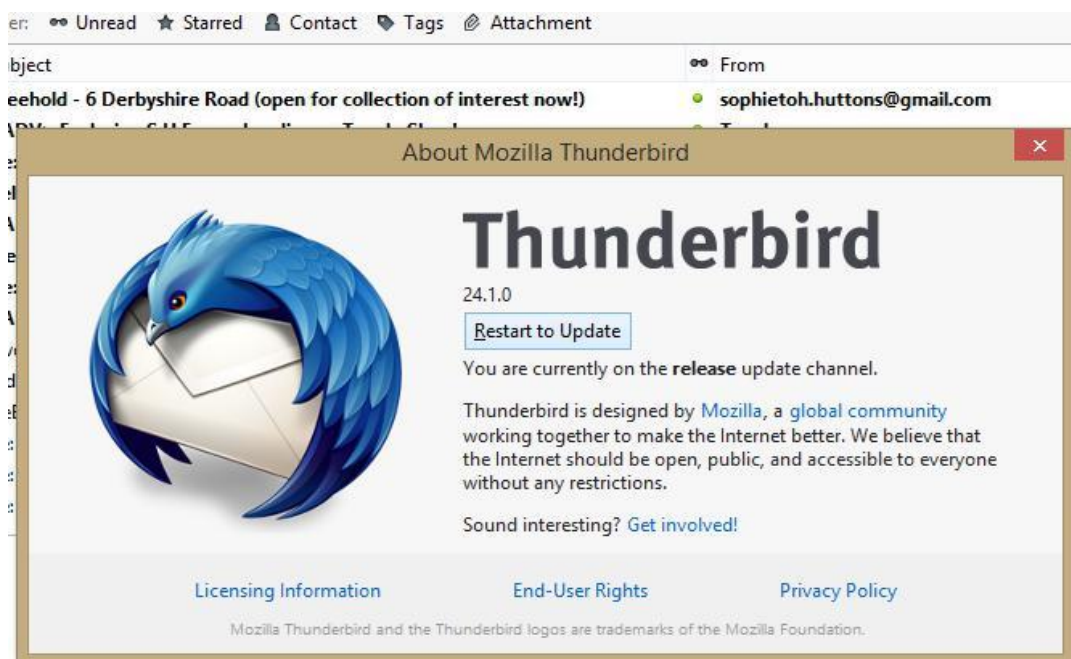 Unread Starred Contact Tags Attachment
From
(open for collection of interest now!) sophietoh.huttons@gmail.com
- 6 Derbyshire Road
About Mozilla Thunderbird
Thunderbird
24.1.0
Restart to Update
You are currently on the release update channel.
Thunderbird is designed by Mozilla, a global community
working together to make the Internet better. We believe that
the Internet should be open, public, and accessible to everyone
without any restrictions.
Sound interesting? Get involved!
Licensing Information End-User Rights Privacy Policy
Mozilla Thunderbird and the Thunderbird logos are trademarks of the Mozilla Foundation.